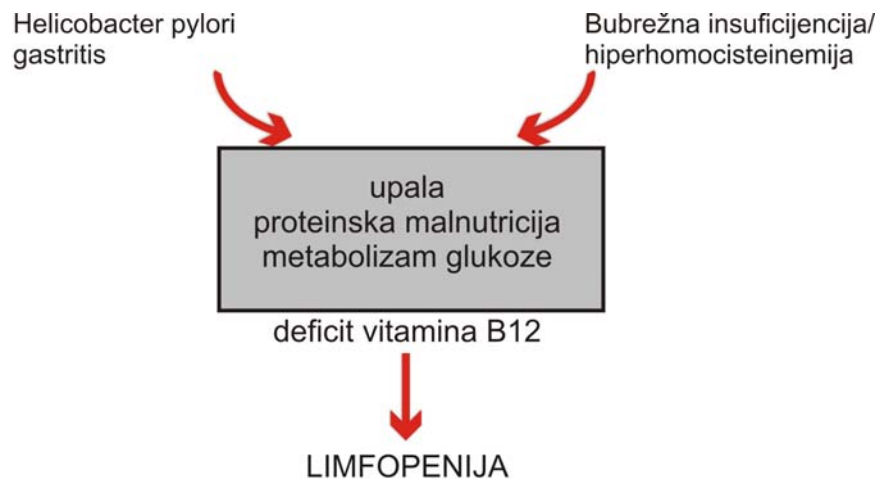 Helicobacter pylori
gastritis
Bubrežna insuficijencija/
hiperhomocisteinemija
upala
proteinska malnutricija
metabolizam glukoze
deficit vitamina B12
LIMFOPENIJA